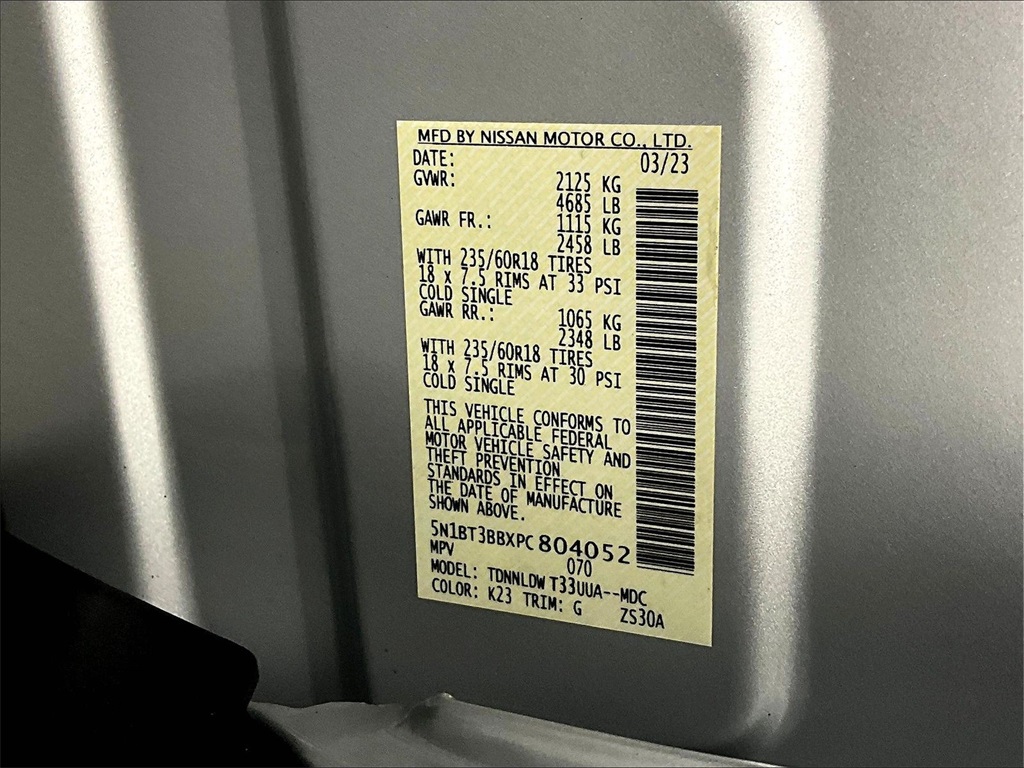 MFD BY NISSAN MOTOR CO., LTD.
DATE: 03/23
GVWR: 2125 KG
4685 LB
GAWR FR.: 1115 KG
2458 LB
WITH 235/60R18 TIRES
18 x 7.5 RIMS AT 33 PSI
COLD SINGLE
GAWR RR.: 1065 KG
2348 LB
WITH 235/60R18 TIRES
18 x 7.5 RIMS AT 30 PSI
COLD SINGLE
THIS VEHICLE CONFORMS TO
ALL APPLICABLE FEDERAL
MOTOR VEHICLE SAFETY AND
THEFT PREVENTION
STANDARDS IN EFFECT ON
THE DATE OF MANUFACTURE
SHOWN ABOVE.
5N1BT3BBXPC804052
MPV 070
MODEL: TDNNLDW T33UUA--MDC
COLOR: K23 TRIM: G ZS30A